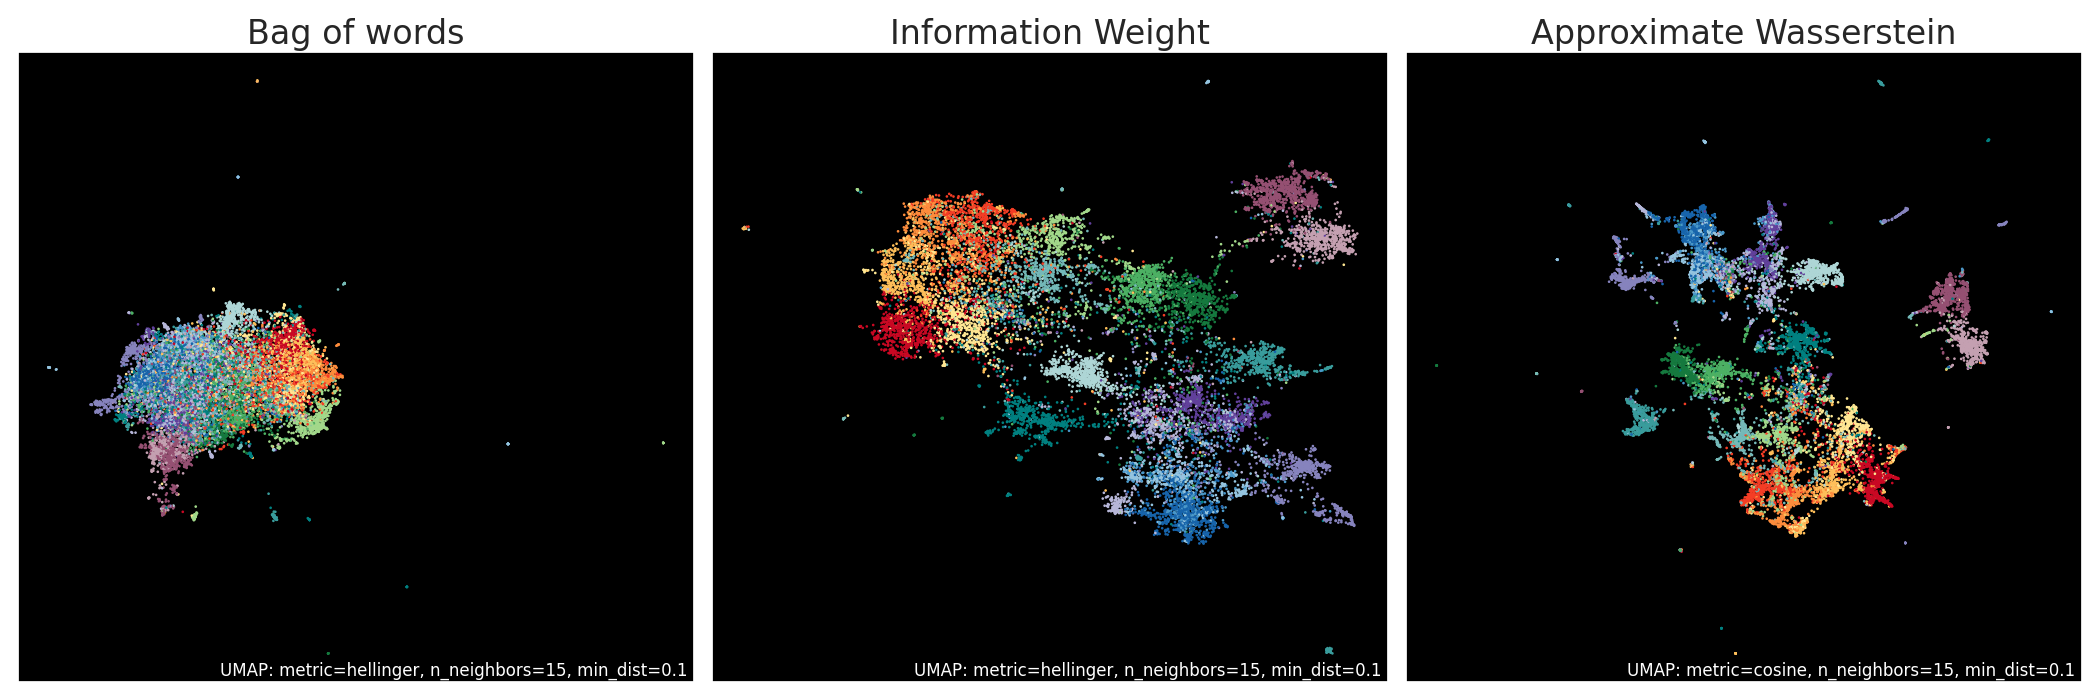 Bag of words
Information Weight
Approximate Wasserstein
UMAP: metric=hellinger, n_neighbors=15, min_dist=0.1
UMAP: metric=hellinger, n_neighbors=15, min_dist=0.1
UMAP: metric=cosine, n_neighbors=15, min_dist=0.1